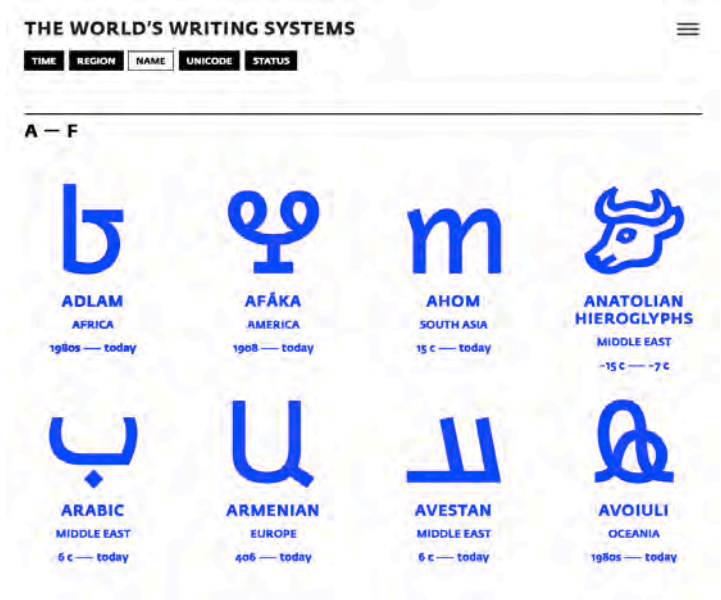 THE WORLD'S WRITING SYSTEMS
TIME REGION NAME UNICODE STATUS
A — F
ADLAM
AFRICA
1980s — today
AFÁKA
AMERICA
1908 — today
AHOM
SOUTH ASIA
15 c — today
ANATOLIAN
HIEROGLYPHS
MIDDLE EAST
-15 c — -7 c
ب
ARABIC
MIDDLE EAST
6 c — today
Ա
ARMENIAN
EUROPE
406 — today
AVESTAN
MIDDLE EAST
6 c — today
AVOIULI
OCEANIA
1980s — today